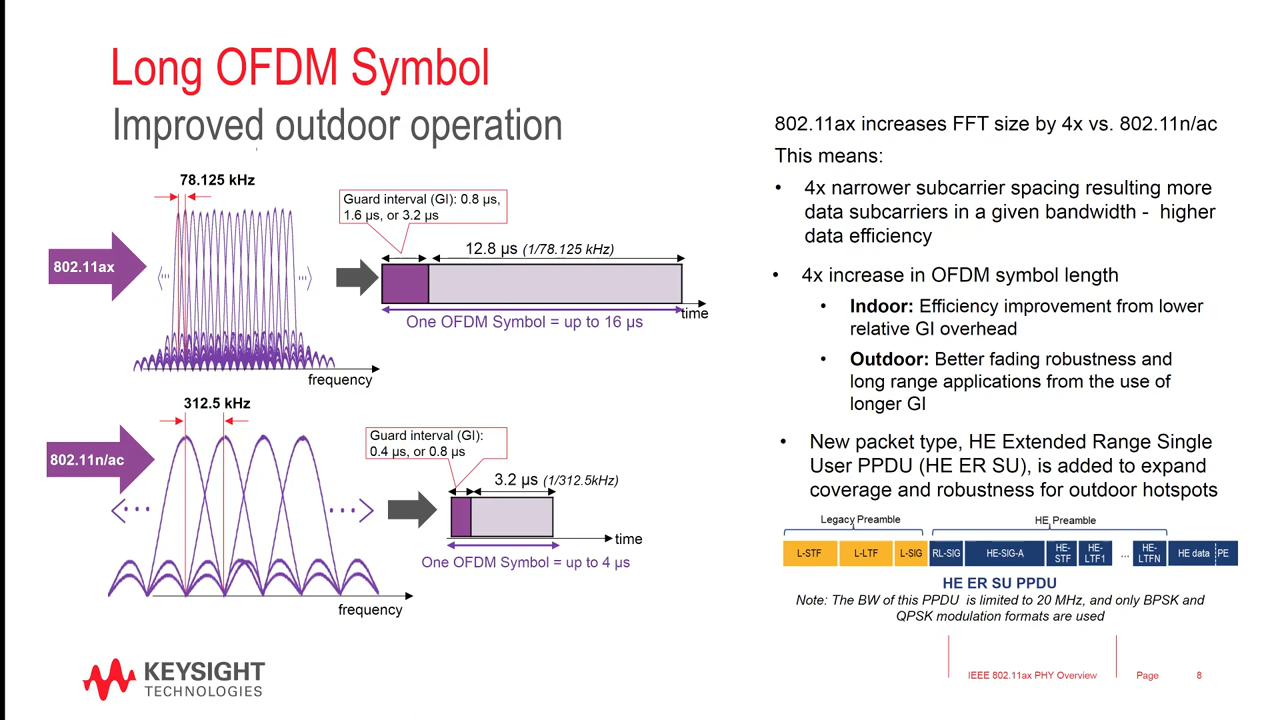 Long OFDM Symbol
Improved outdoor operation
78.125 kHz
802.11ax
frequency
Guard interval (GI): 0.8 µs,
1.6 µs, or 3.2 µs
12.8 µs (1/78.125 kHz)
time
One OFDM Symbol = up to 16 µs
312.5 kHz
802.11n/ac
frequency
Guard interval (GI):
0.4 µs, or 0.8 µs
3.2 µs (1/312.5kHz)
time
One OFDM Symbol = up to 4 µs
802.11ax increases FFT size by 4x vs. 802.11n/ac
This means:
• 4x narrower subcarrier spacing resulting more
data subcarriers in a given bandwidth - higher
data efficiency
• 4x increase in OFDM symbol length
• Indoor: Efficiency improvement from lower
relative GI overhead
• Outdoor: Better fading robustness and
long range applications from the use of
longer GI
• New packet type, HE Extended Range Single
User PPDU (HE ER SU), is added to expand
coverage and robustness for outdoor hotspots
Legacy Preamble HE Preamble
L-STF L-LTF L-SIG RL-SIG HE-SIG-A HE-STF HE-LTF1 ... HE-LTFN HE data PE
HE ER SU PPDU
Note: The BW of this PPDU is limited to 20 MHz, and only BPSK and
QPSK modulation formats are used
KEYSIGHT
TECHNOLOGIES
IEEE 802.11ax PHY Overview Page 8